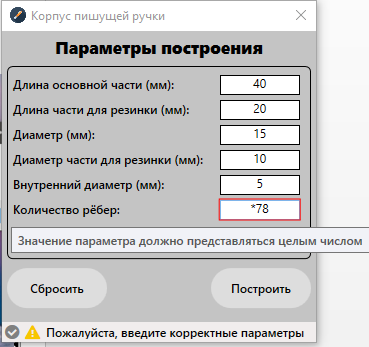 Корпус пишущей ручки
Параметры построения
Длина основной части (мм): 40
Длина части для резинки (мм): 20
Диаметр (мм): 15
Диаметр части для резинки (мм): 10
Внутренний диаметр (мм): 5
Количество рёбер: *78
Значение параметра должно представляться целым числом
Сбросить Построить
Пожалуйста, введите корректные параметры